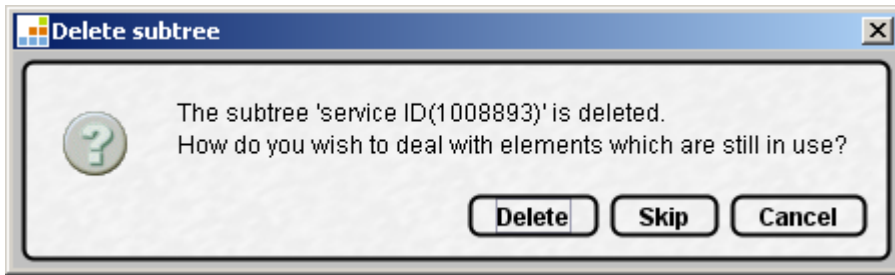 Delete subtree
The subtree 'service ID(1008893)' is deleted.
How do you wish to deal with elements which are still in use?
Delete Skip Cancel